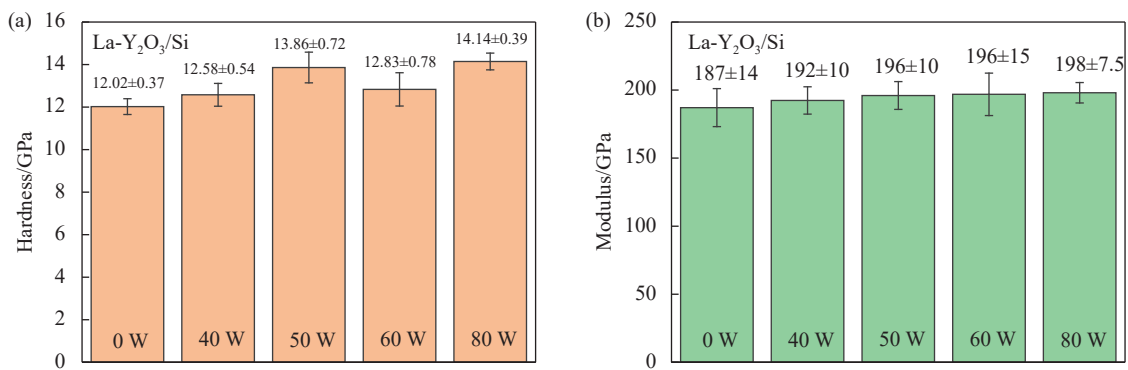 (a)
Hardness/GPa
16
14
12
10
8
6
4
2
0
La-Y₂O₃/Si
12.02±0.37
12.58±0.54
13.86±0.72
12.83±0.78
14.14±0.39
0 W
40 W
50 W
60 W
80 W
(b)
Modulus/GPa
250
200
150
100
50
0
La-Y₂O₃/Si
187±14
192±10
196±10
196±15
198±7.5
0 W
40 W
50 W
60 W
80 W